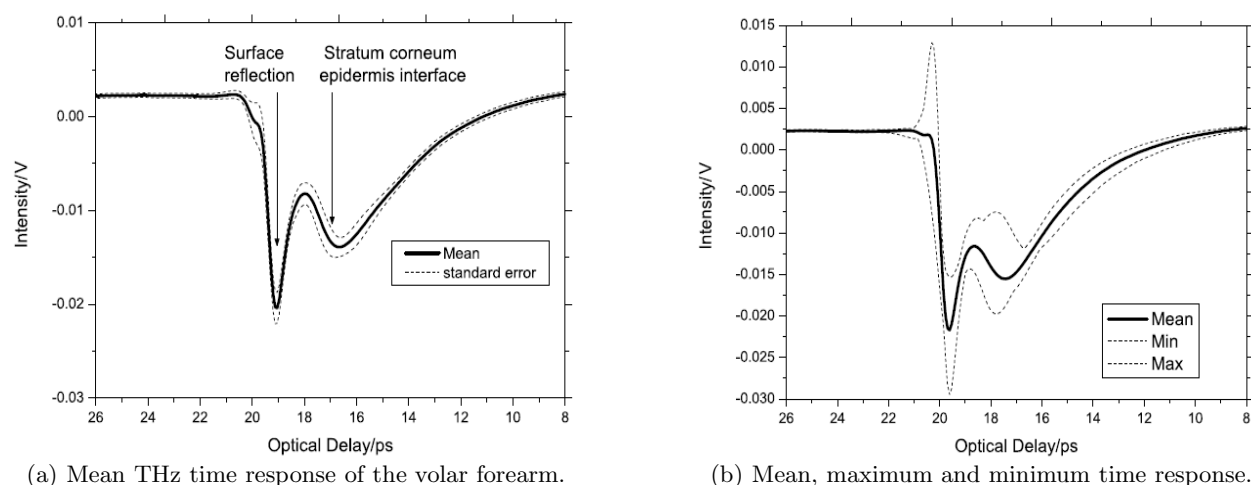 0.01
0.00
-0.01
-0.02
-0.03
Intensity/V
Surface
reflection
Stratum corneum
epidermis interface
Mean
standard error
26 24 22 20 19 17 16 14 12 10 8
Optical Delay/ps
(a) Mean THz time response of the volar forearm.
0.015
0.010
0.005
0.000
-0.005
-0.010
-0.015
-0.020
-0.025
-0.030
Intensity/V
Mean
Min
Max
26 24 22 20 19 17 16 14 12 10 8
Optical Delay/ps
(b) Mean, maximum and minimum time response.